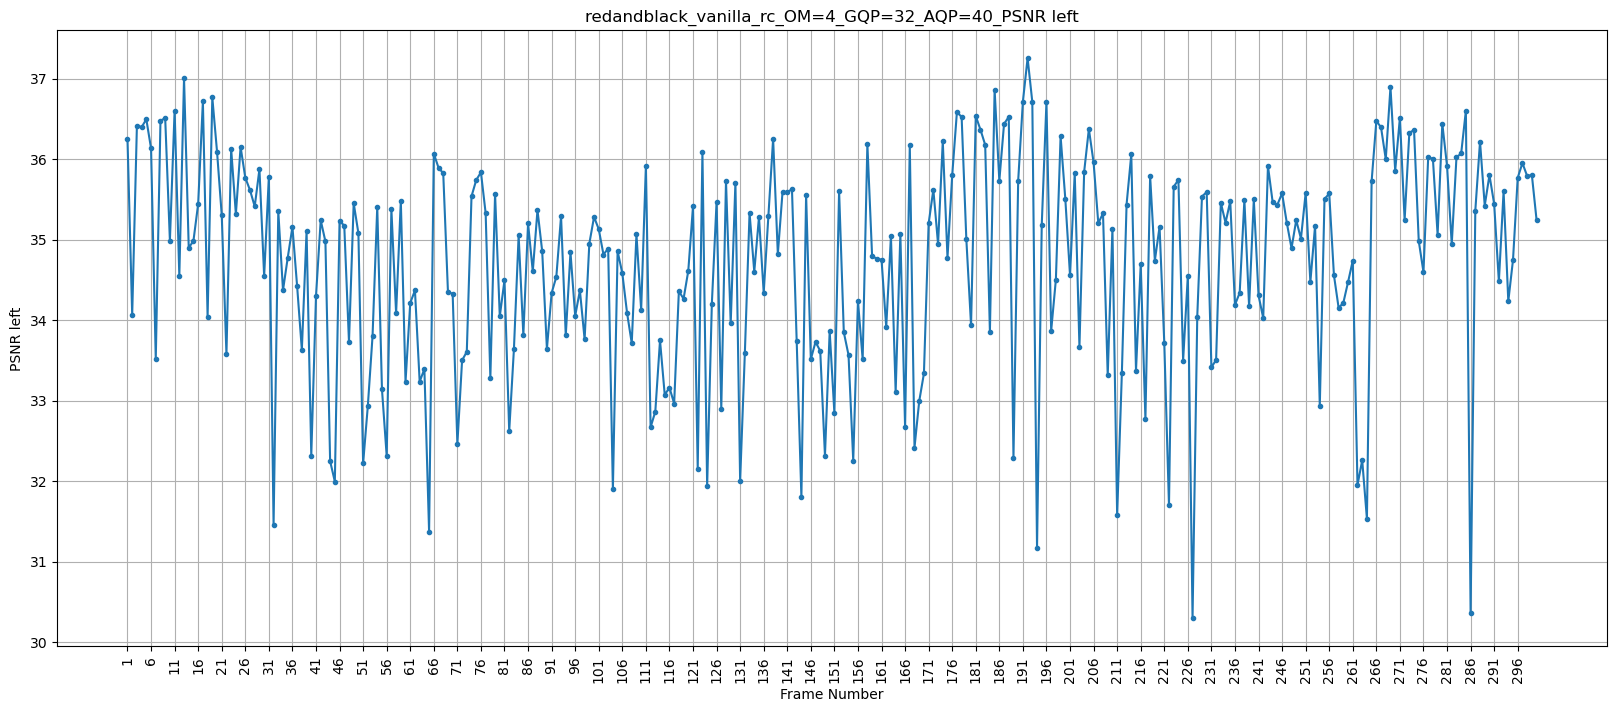 redandblack_vanilla_rc_OM=4_GQP=32_AQP=40_PSNR left
PSNR left
37
36
35
34
33
32
31
30
1 6 11 16 21 26 31 36 41 46 51 56 61 66 71 76 81 86 91 96 101 106 111 116 121 126 131 136 141 146 151 156 161 166 171 176 181 186 191 196 201 206 211 216 221 226 231 236 241 246 251 256 261 266 271 276 281 286 291 296
Frame Number